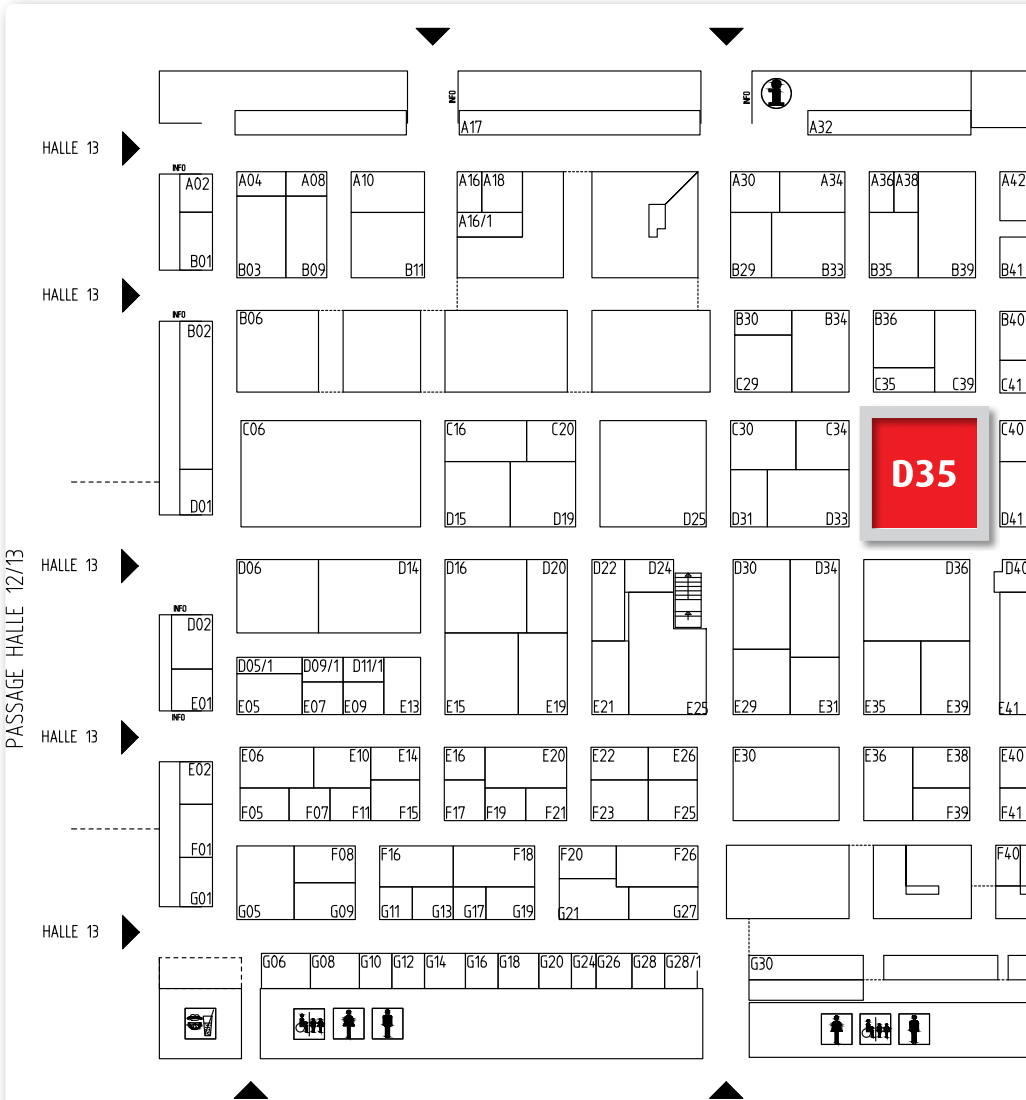 INFO
INFO
A17
A32
HALLE 13
INFO
A02
A04
A08
A10
A16
A18
A30
A34
A36
A38
A42
A16/1
B01
B03
B09
B11
B29
B33
B35
B39
B41
HALLE 13
INFO
B02
B06
B30
B34
B36
B40
C29
C35
C39
C41
C06
C16
C20
C30
C34
C40
D35
D01
D15
D19
D25
D31
D33
D41
PASSAGE HALLE 12/13
HALLE 13
D06
D14
D16
D20
D22
D24
D30
D34
D36
D40
INFO
D02
D05/1
D09/1
D11/1
E01
E05
E07
E09
E13
E15
E19
E21
E25
E29
E31
E35
E39
E41
INFO
HALLE 13
E02
E06
E10
E14
E16
E20
E22
E26
E30
E36
E38
E40
F05
F07
F11
F15
F17
F19
F21
F23
F25
F39
F41
F01
F08
F16
F18
F20
F26
F40
G01
G05
G09
G11
G13
G17
G19
G21
G27
HALLE 13
G06
G08
G10
G12
G14
G16
G18
G20
G24
G26
G28
G28/1
G30